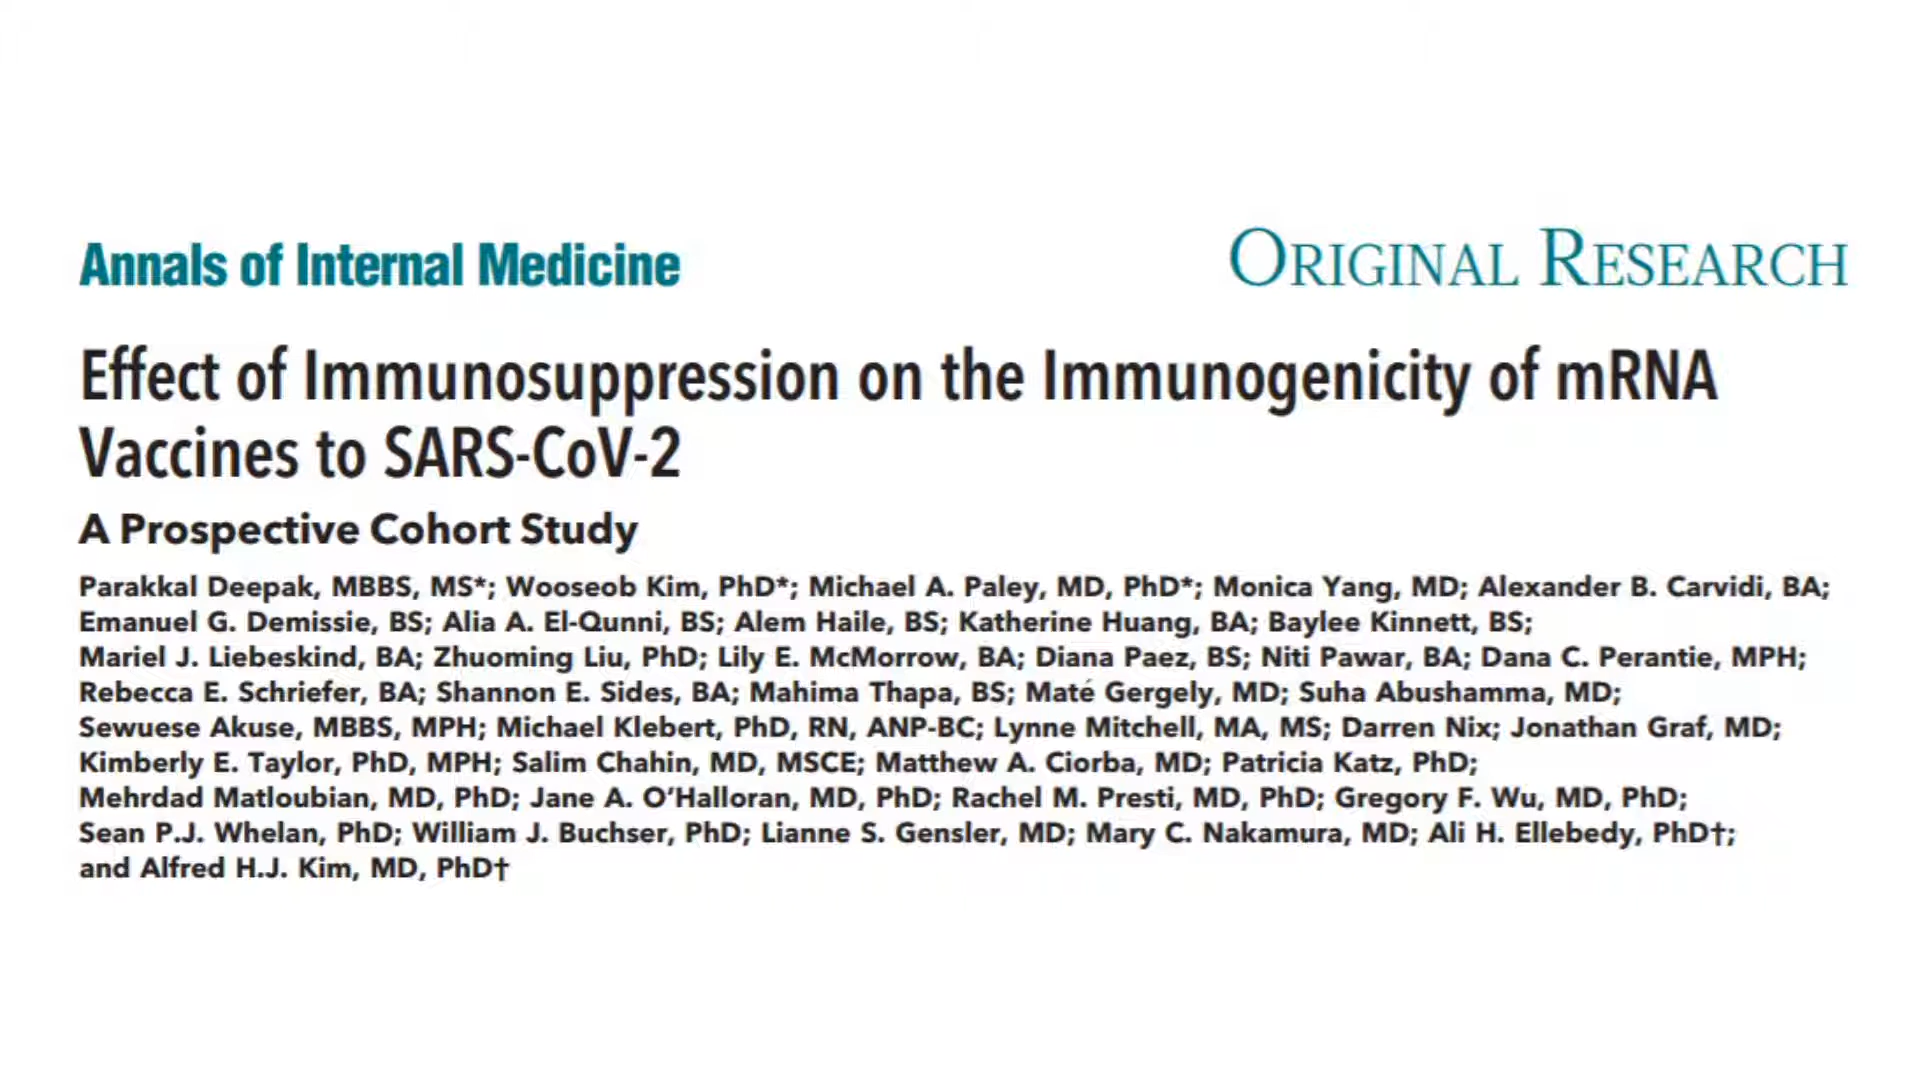 Annals of Internal Medicine
ORIGINAL RESEARCH
Effect of Immunosuppression on the Immunogenicity of mRNA
Vaccines to SARS-CoV-2
A Prospective Cohort Study
Parakkal Deepak, MBBS, MS*; Wooseob Kim, PhD*; Michael A. Paley, MD, PhD*; Monica Yang, MD; Alexander B. Carvidi, BA;
Emanuel G. Demissie, BS; Alia A. El-Qunni, BS; Alem Haile, BS; Katherine Huang, BA; Baylee Kinnett, BS;
Mariel J. Liebeskind, BA; Zhuoming Liu, PhD; Lily E. McMorrow, BA; Diana Paez, BS; Niti Pawar, BA; Dana C. Perantie, MPH;
Rebecca E. Schriefer, BA; Shannon E. Sides, BA; Mahima Thapa, BS; Maté Gergely, MD; Suha Abushamma, MD;
Sewuese Akuse, MBBS, MPH; Michael Klebert, PhD, RN, ANP-BC; Lynne Mitchell, MA, MS; Darren Nix; Jonathan Graf, MD;
Kimberly E. Taylor, PhD, MPH; Salim Chahin, MD, MSCE; Matthew A. Ciorba, MD; Patricia Katz, PhD;
Mehrdad Matloubian, MD, PhD; Jane A. O'Halloran, MD, PhD; Rachel M. Presti, MD, PhD; Gregory F. Wu, MD, PhD;
Sean P.J. Whelan, PhD; William J. Buchser, PhD; Lianne S. Gensler, MD; Mary C. Nakamura, MD; Ali H. Ellebedy, PhD†;
and Alfred H.J. Kim, MD, PhD†